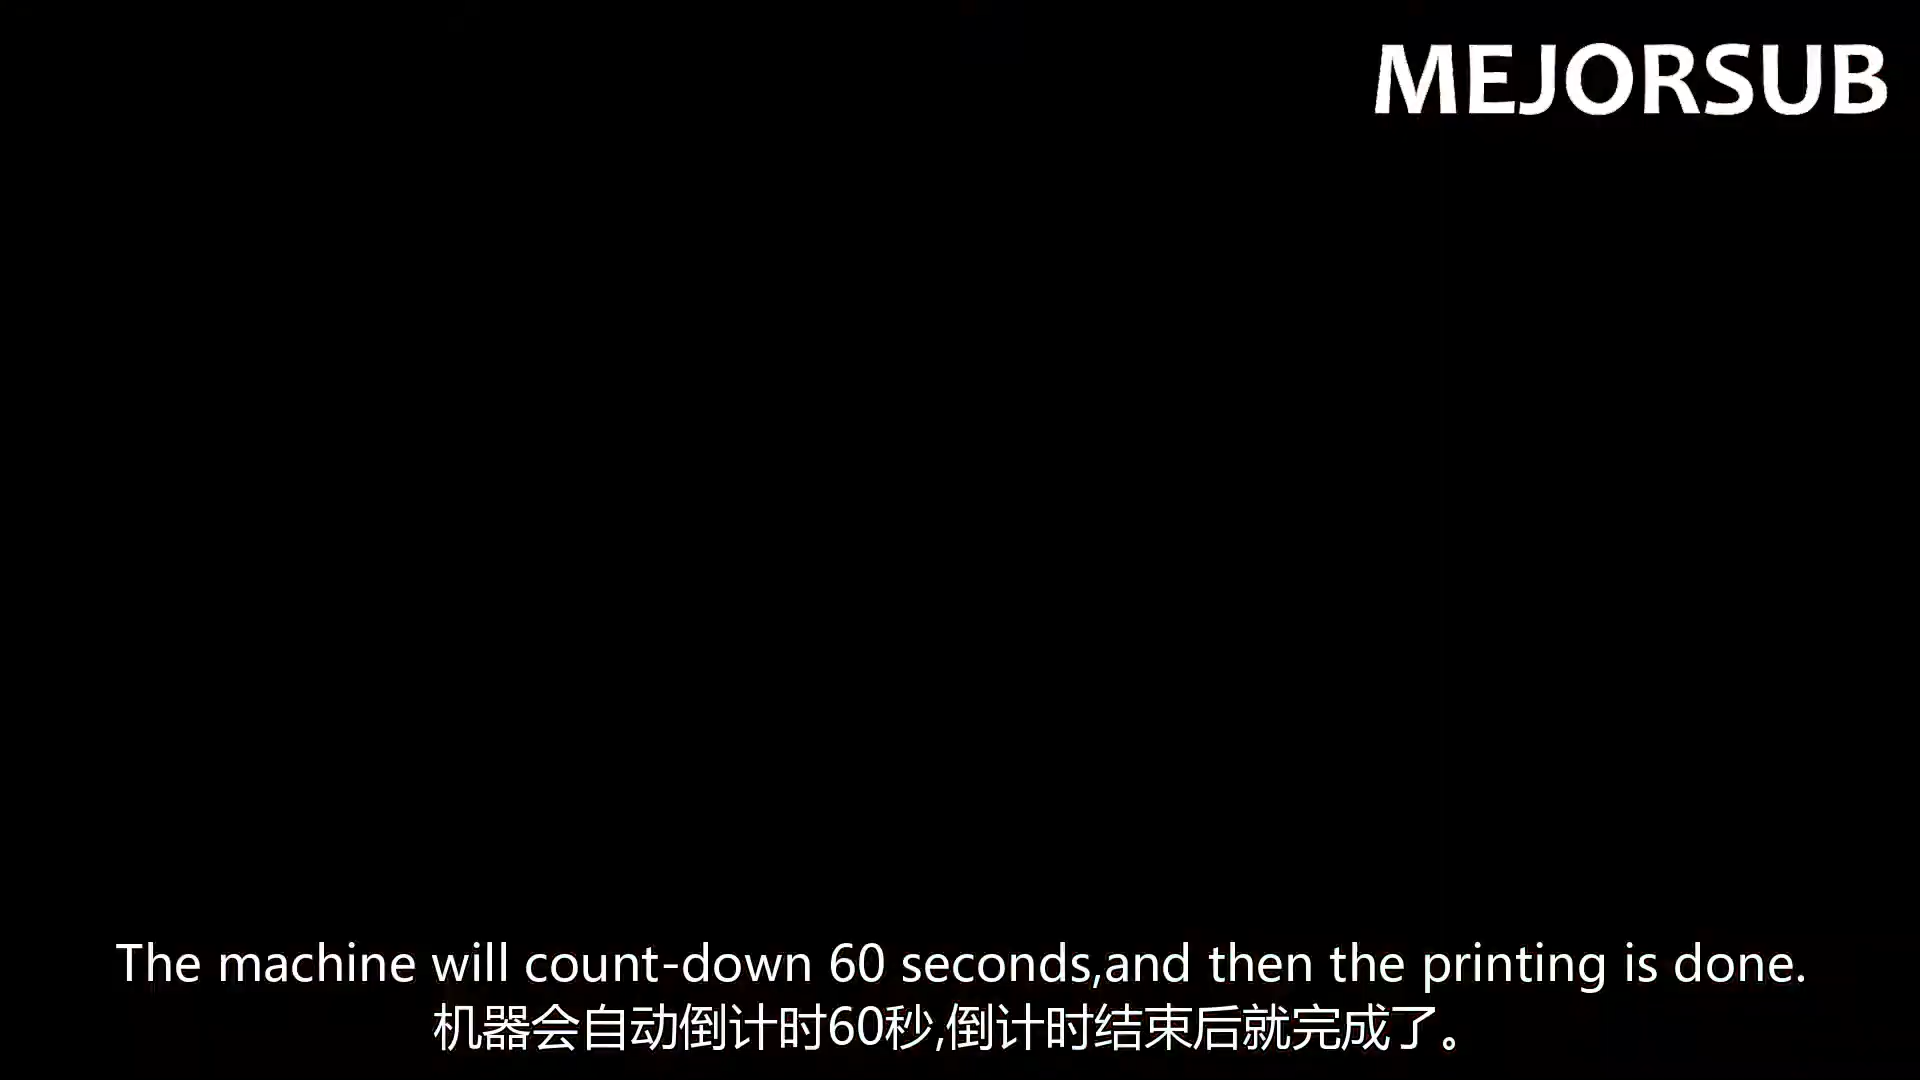 MEJORSUB
The machine will count-down 60 seconds,and then the printing is done.
机器会自动倒计时60秒,倒计时结束后就完成了。